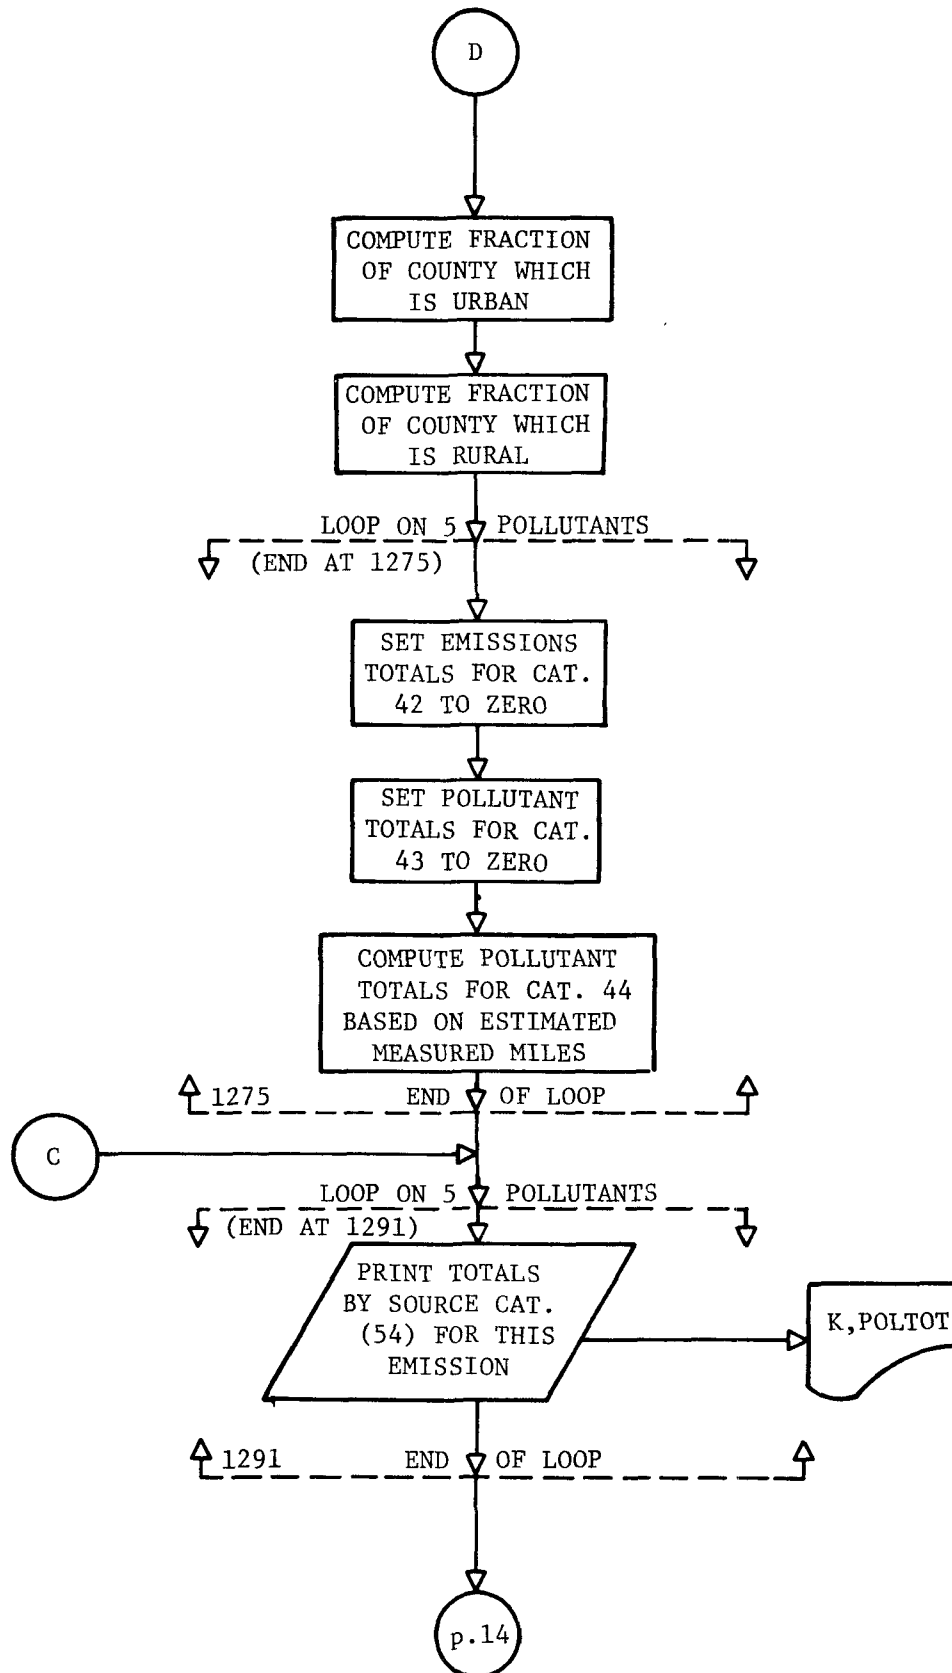 D
COMPUTE FRACTION
OF COUNTY WHICH
IS URBAN
COMPUTE FRACTION
OF COUNTY WHICH
IS RURAL
LOOP ON 5 POLLUTANTS
(END AT 1275)
SET EMISSIONS
TOTALS FOR CAT.
42 TO ZERO
SET POLLUTANT
TOTALS FOR CAT.
43 TO ZERO
COMPUTE POLLUTANT
TOTALS FOR CAT. 44
BASED ON ESTIMATED
MEASURED MILES
1275 END OF LOOP
C
LOOP ON 5 POLLUTANTS
(END AT 1291)
PRINT TOTALS
BY SOURCE CAT.
(54) FOR THIS
EMISSION
K,POLTOT
1291 END OF LOOP
p.14